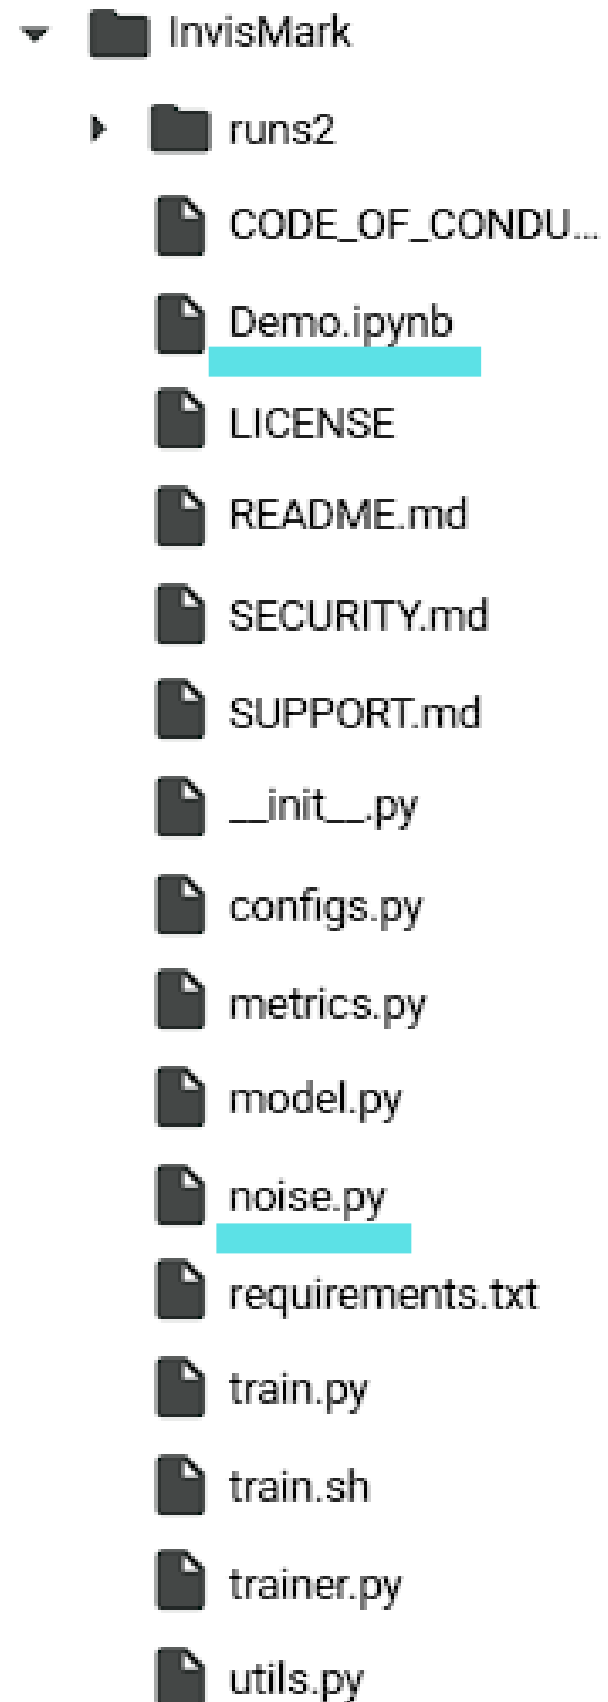 InvisMark
runs2
CODE_OF_CONDU...
Demo.ipynb
LICENSE
README.md
SECURITY.md
SUPPORT.md
__init__.py
configs.py
metrics.py
model.py
noise.py
requirements.txt
train.py
train.sh
trainer.py
utils.py